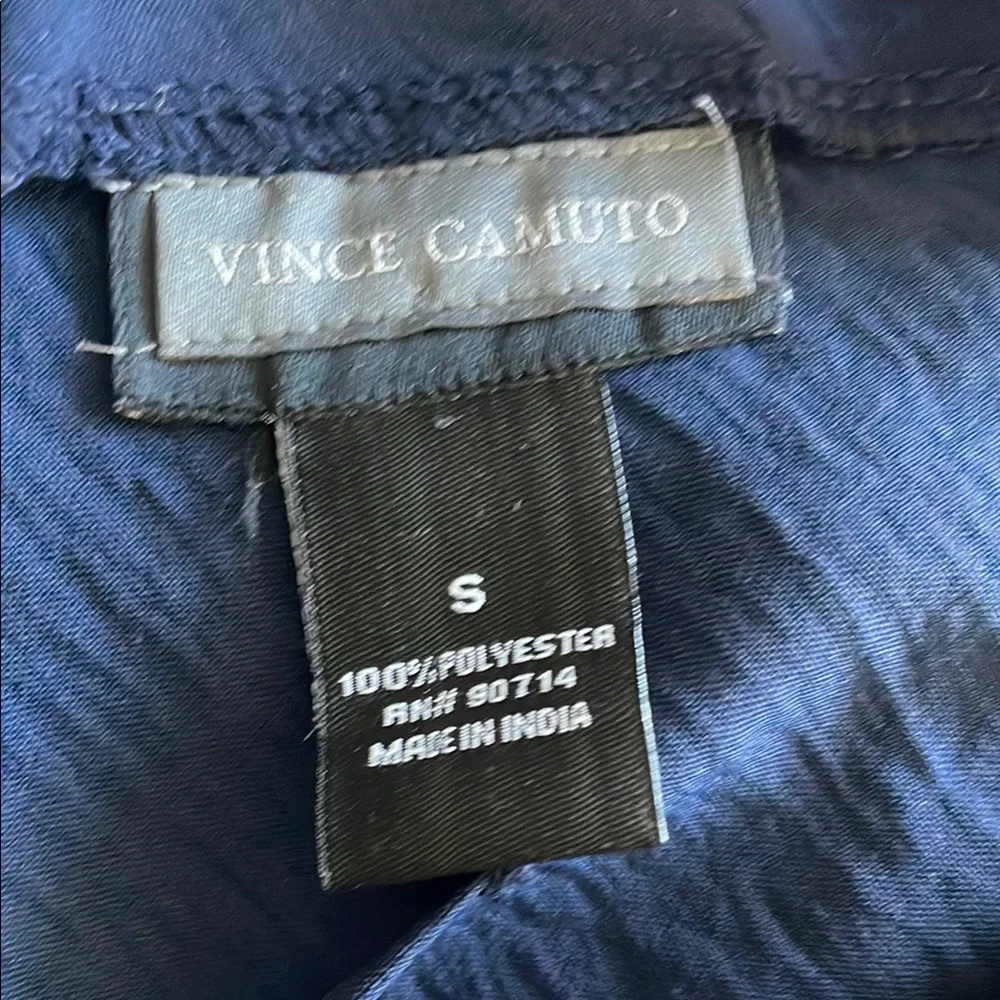 VINCE CAMUTO
S
100% POLYESTER
RN# 90714
MADE IN INDIA